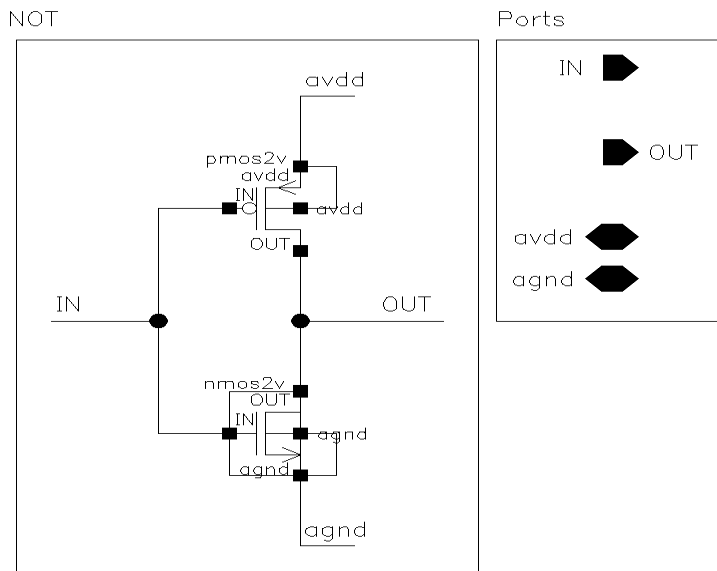 NOT
Ports
avdd
IN
pmos2v
avdd
IN
avdd
OUT
OUT
avdd
agnd
IN
OUT
nmos2v
OUT
IN
agnd
agnd
agnd